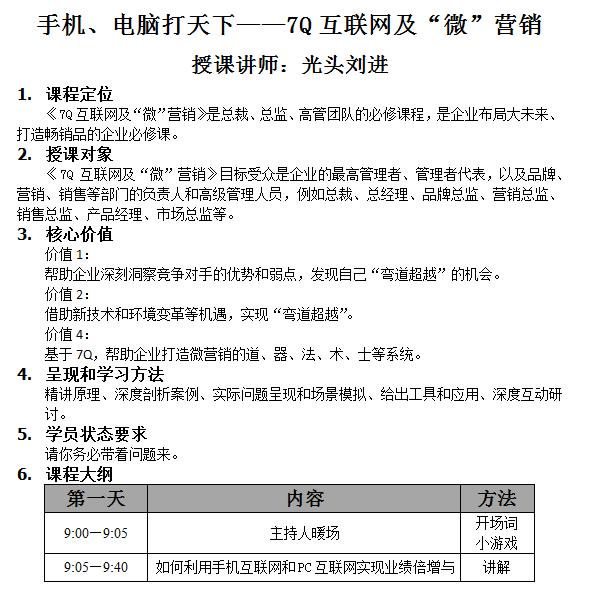 手机、电脑打天下——7Q互联网及“微”营销
授课讲师：光头刘进
1. 课程定位
《7Q互联网及“微”营销》是总裁、总监、高管团队的必修课程，是企业布局大未来、
打造畅销品的企业必修课。
2. 授课对象
《7Q 互联网及“微”营销》目标受众是企业的最高管理者、管理者代表，以及品牌、
营销、销售等部门的负责人和高级管理人员，例如总裁、总经理、品牌总监、营销总监、
销售总监、产品经理、市场总监等。
3. 核心价值
价值1：
帮助企业深刻洞察竞争对手的优势和弱点，发现自己“弯道超越”的机会。
价值2：
借助新技术和环境变革等机遇，实现“弯道超越”。
价值4：
基于7Q，帮助企业打造微营销的道、器、法、术、士等系统。
4. 呈现和学习方法
精讲原理、深度剖析案例、实际问题呈现和场景模拟、给出工具和应用、深度互动研
讨。
5. 学员状态要求
请你务必带着问题来。
6. 课程大纲
第一天 内容 方法
9:00—9:05 主持人暖场 开场词
小游戏
9:05—9:40 如何利用手机互联网和PC互联网实现业绩倍增与 讲解